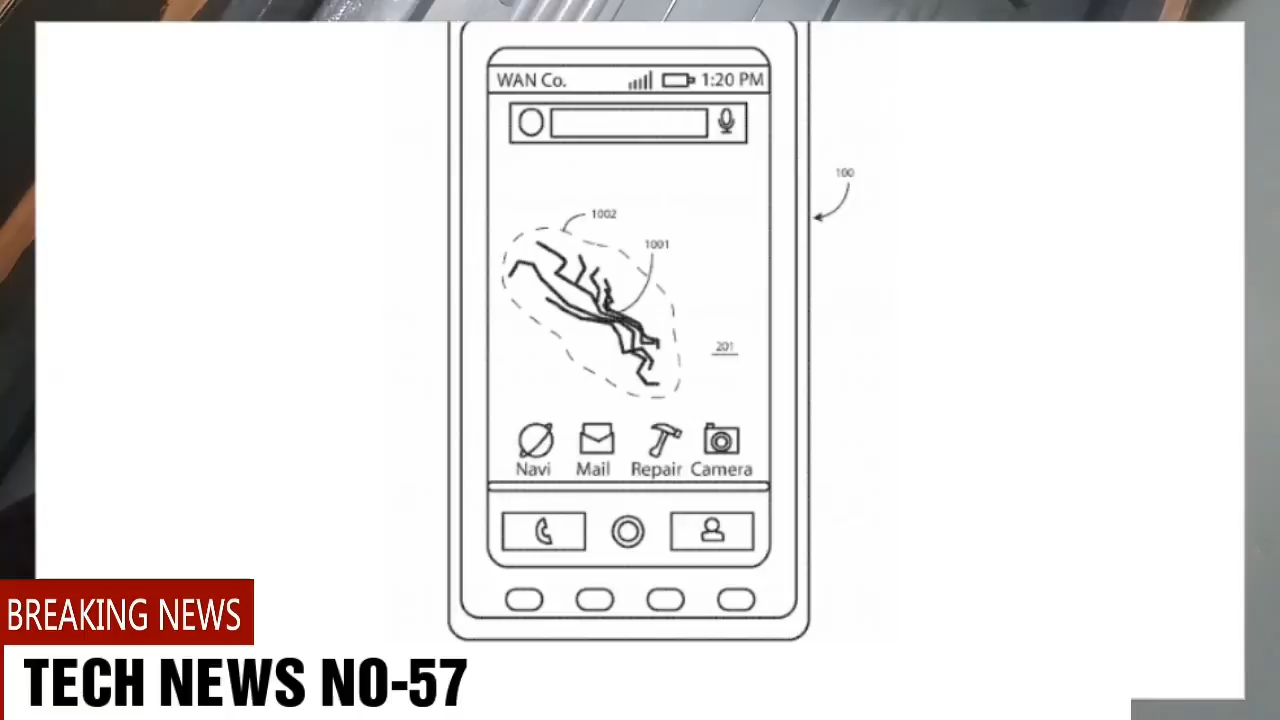 WAN Co. 1:20 PM
100
1002
1001
201
Navi Mail Repair Camera
BREAKING NEWS
TECH NEWS NO-57